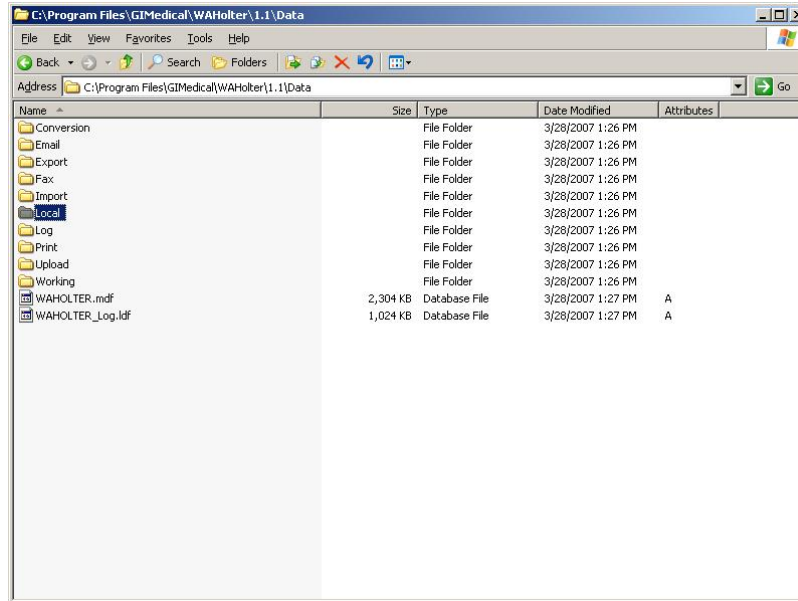 C:\Program Files\GIMedical\WAHolter\1.1\Data
File Edit View Favorites Tools Help
Back Search Folders
Address C:\Program Files\GIMedical\WAHolter\1.1\Data Go
Name Size Type Date Modified Attributes
Conversion File Folder 3/28/2007 1:26 PM
Email File Folder 3/28/2007 1:26 PM
Export File Folder 3/28/2007 1:26 PM
Fax File Folder 3/28/2007 1:26 PM
Import File Folder 3/28/2007 1:26 PM
Local File Folder 3/28/2007 1:26 PM
Log File Folder 3/28/2007 1:26 PM
Print File Folder 3/28/2007 1:26 PM
Upload File Folder 3/28/2007 1:26 PM
Working File Folder 3/28/2007 1:26 PM
WAHOLTER.mdf 2,304 KB Database File 3/28/2007 1:27 PM A
WAHOLTER_Log.ldf 1,024 KB Database File 3/28/2007 1:27 PM A